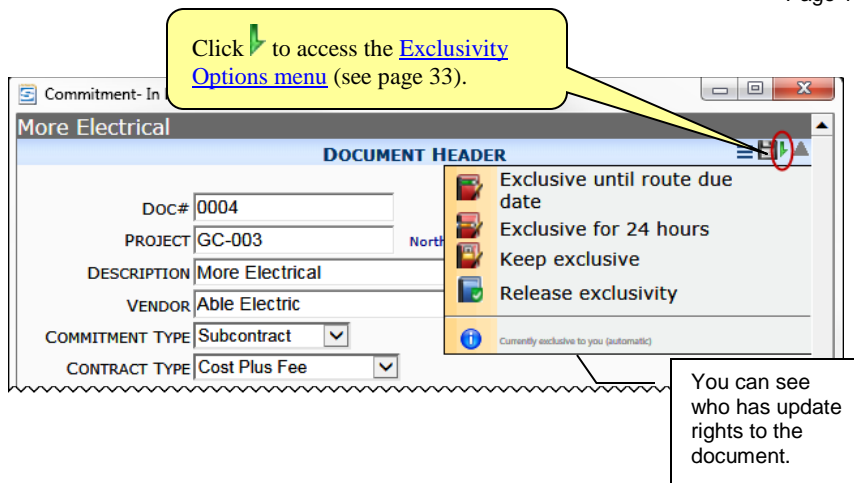 Page
Click to access the Exclusivity
Options menu (see page 33).
Commitment- In
More Electrical
DOCUMENT HEADER
DOC# 0004
PROJECT GC-003 North
DESCRIPTION More Electrical
VENDOR Able Electric
COMMITMENT TYPE Subcontract
CONTRACT TYPE Cost Plus Fee
Exclusive until route due
date
Exclusive for 24 hours
Keep exclusive
Release exclusivity
Currently exclusive to you (automatic)
You can see
who has update
rights to the
document.